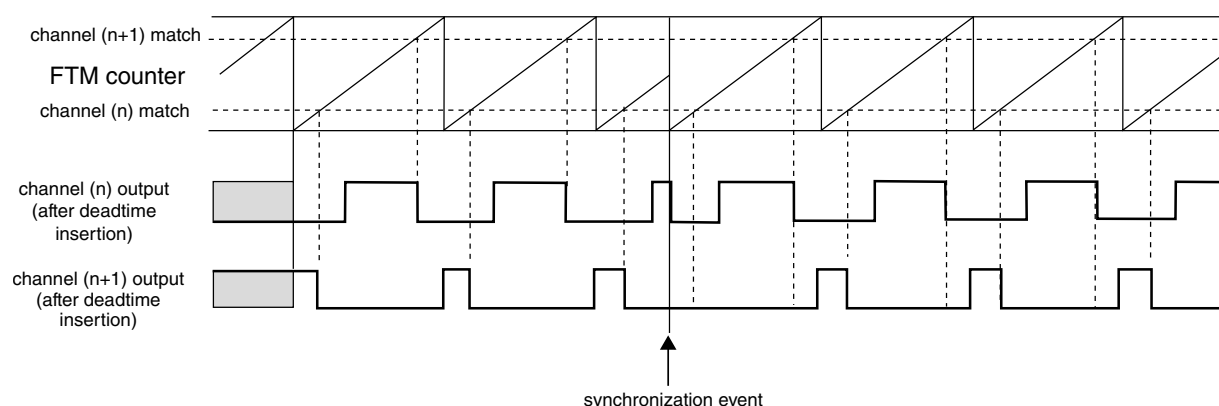 channel (n+1) match
FTM counter
channel (n) match
channel (n) output
(after deadtime
insertion)
channel (n+1) output
(after deadtime
insertion)
synchronization event